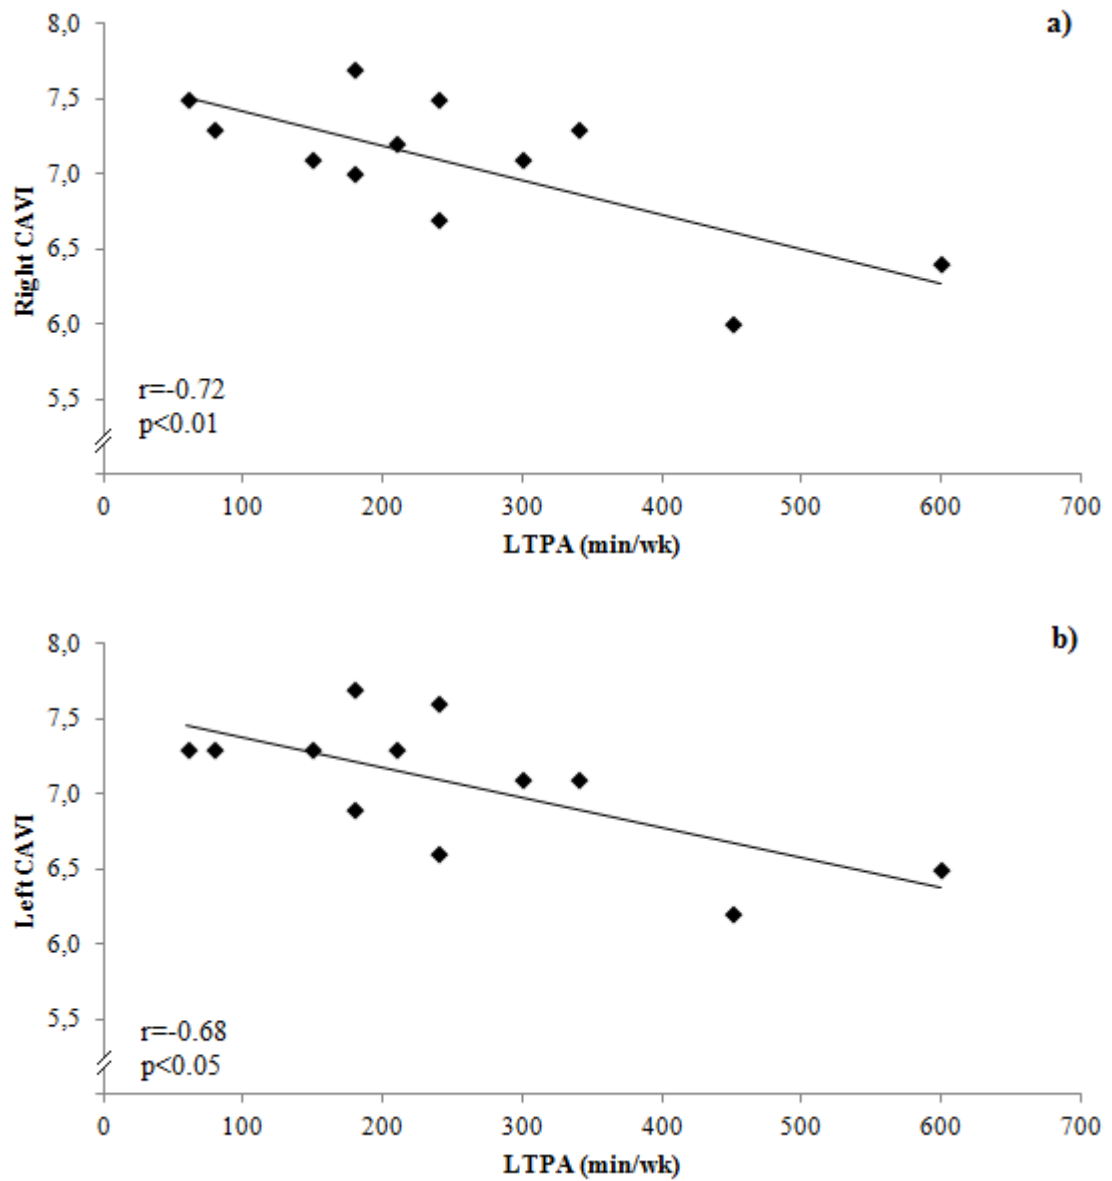 a)
8,0
7,5
7,0
6,5
6,0
5,5
Right CAVI
r=-0.72
p<0.01
0 100 200 300 400 500 600 700
LTPA (min/wk)
b)
8,0
7,5
7,0
6,5
6,0
5,5
Left CAVI
r=-0.68
p<0.05
0 100 200 300 400 500 600 700
LTPA (min/wk)